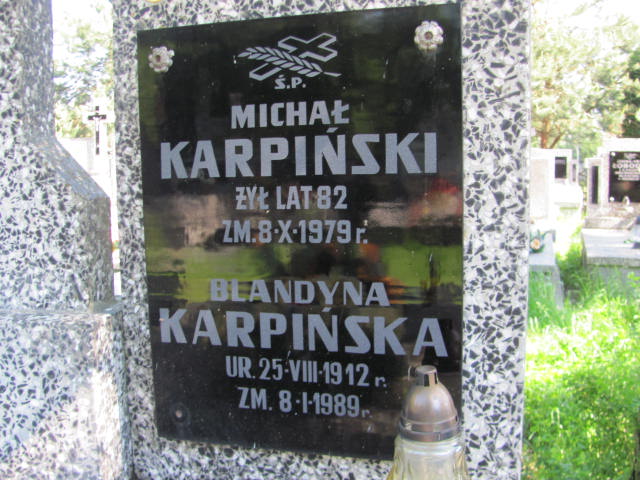 Ś.P.
MICHAŁ
KARPIŃSKI
ŻYŁ LAT 82
ZM. 8·X·1979 r.
BLANDYNA
KARPIŃSKA
UR. 25·VIII·1912 r.
ZM. 8·I·1989 r.